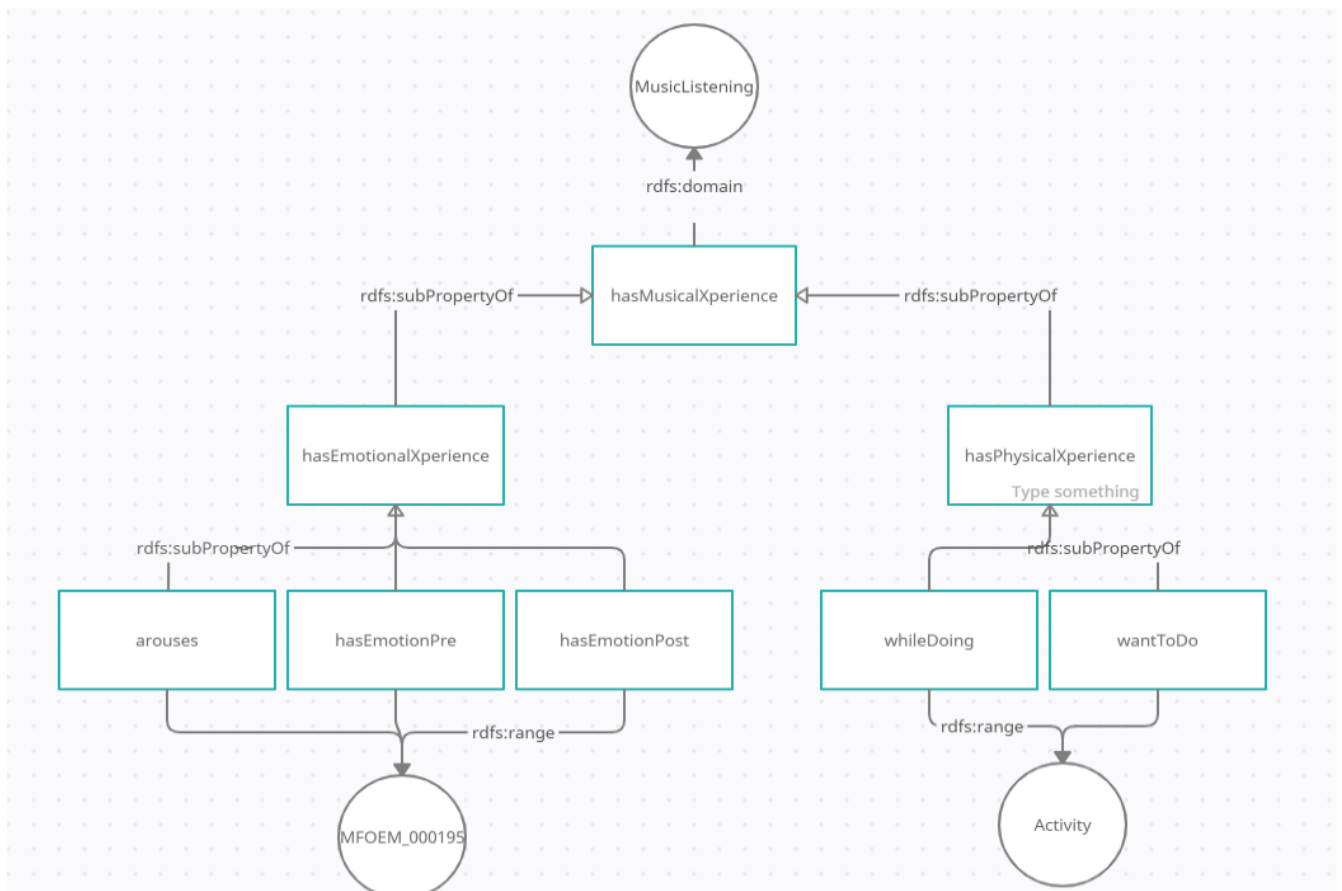 MusicListening
rdfs:domain
rdfs:subPropertyOf
hasMusicalXperience
rdfs:subPropertyOf
hasEmotionalXperience
hasPhysicalXperience
Type something
rdfs:subPropertyOf
rdfs:subPropertyOf
arouses
hasEmotionPre
hasEmotionPost
whileDoing
wantToDo
rdfs:range
rdfs:range
MFOEM_000195
Activity